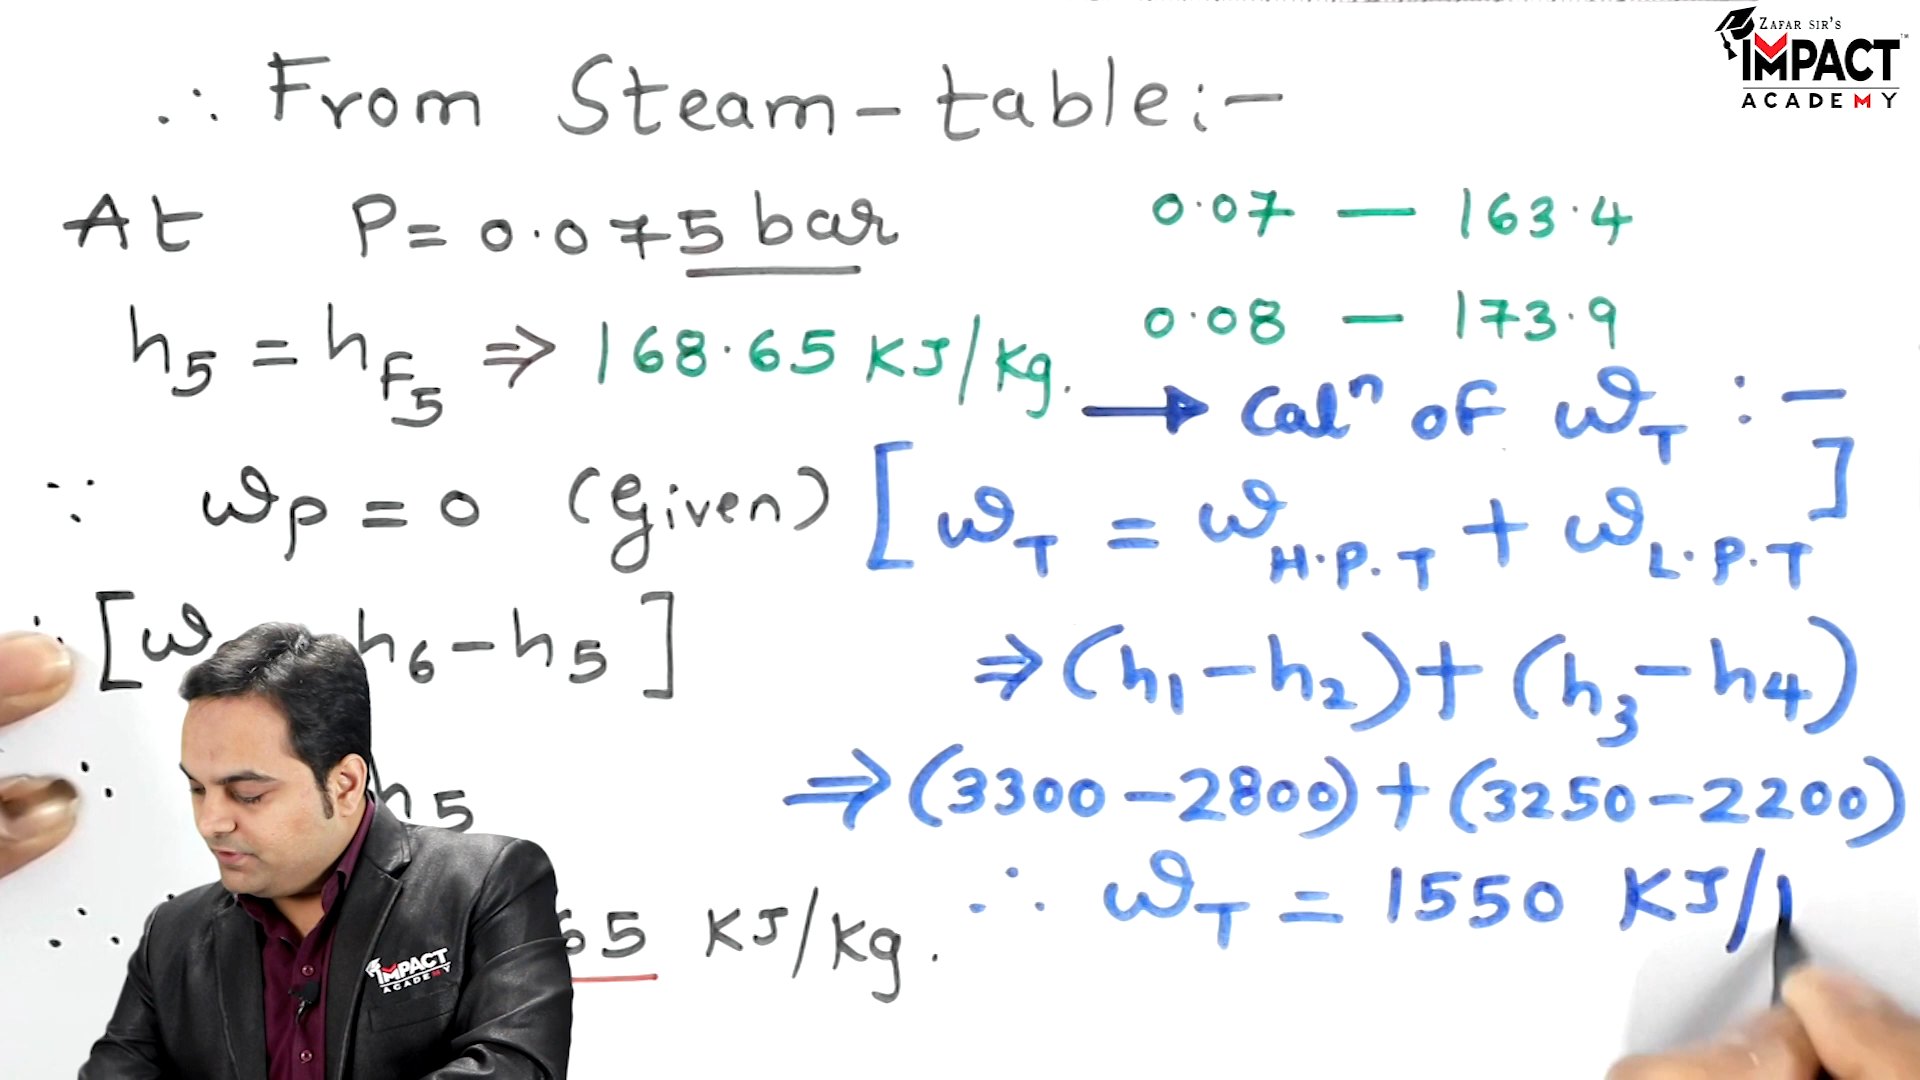 ZAFAR SIR'S
IMPACT
ACADEMY
∴ From Steam-table:-
At P = 0.075 bar
h5 = hF5 ⇒ 168.65 KJ/Kg.
∵ wp = 0 (Given)
[w h6 - h5]
h5
65 KJ/Kg.
0.07 — 163.4
0.08 — 173.9
→ Calⁿ of wT :-
[wT = wH.P.T + wL.P.T]
⇒ (h1 - h2) + (h3 - h4)
⇒ (3300 - 2800) + (3250 - 2200)
∴ wT = 1550 KJ/
IMPACT
ACADEMY